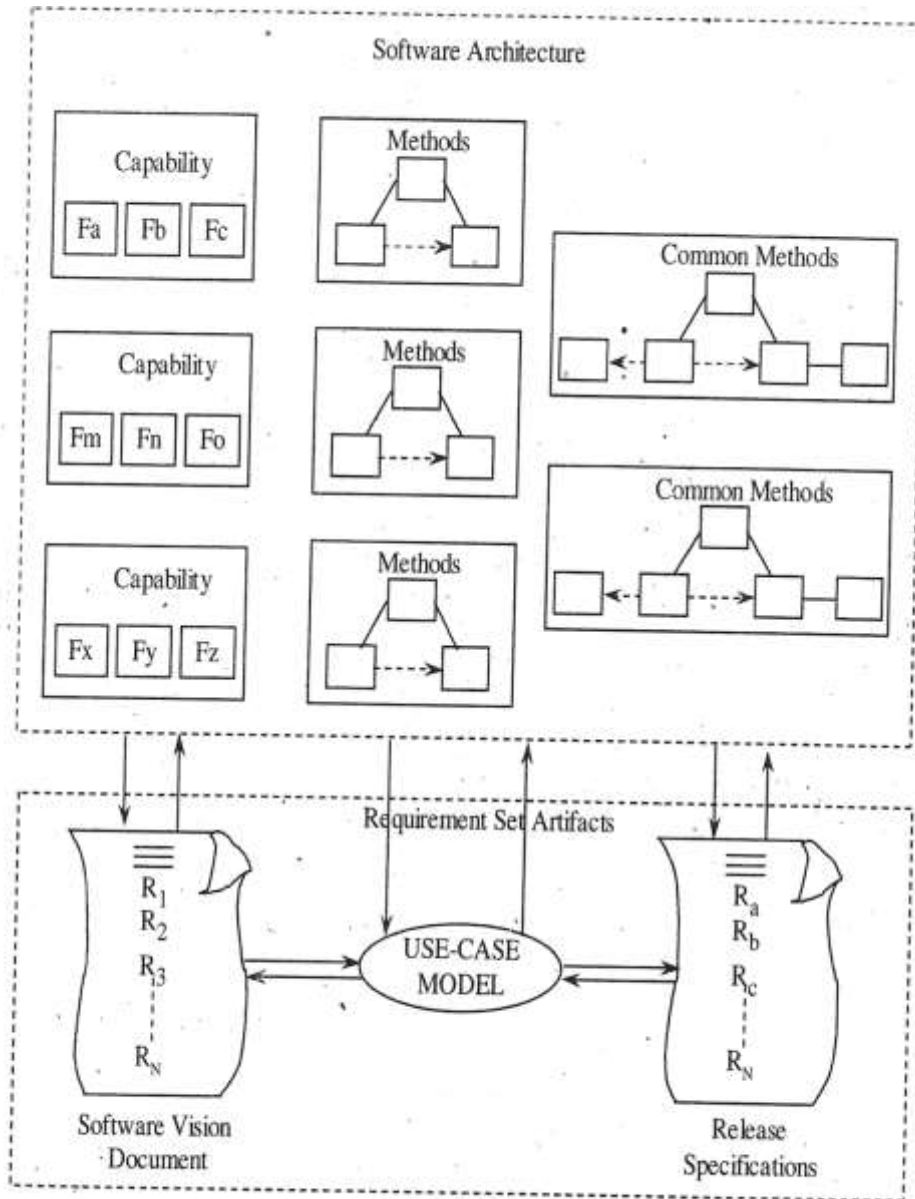 Software Architecture
Capability
Fa Fb Fc
Methods
Common Methods
Capability
Fm Fn Fo
Methods
Common Methods
Capability
Fx Fy Fz
Methods
Requirement Set Artifacts
R1
R2
R3
RN
Software Vision
Document
USE-CASE
MODEL
Ra
Rb
Rc
RN
Release
Specifications